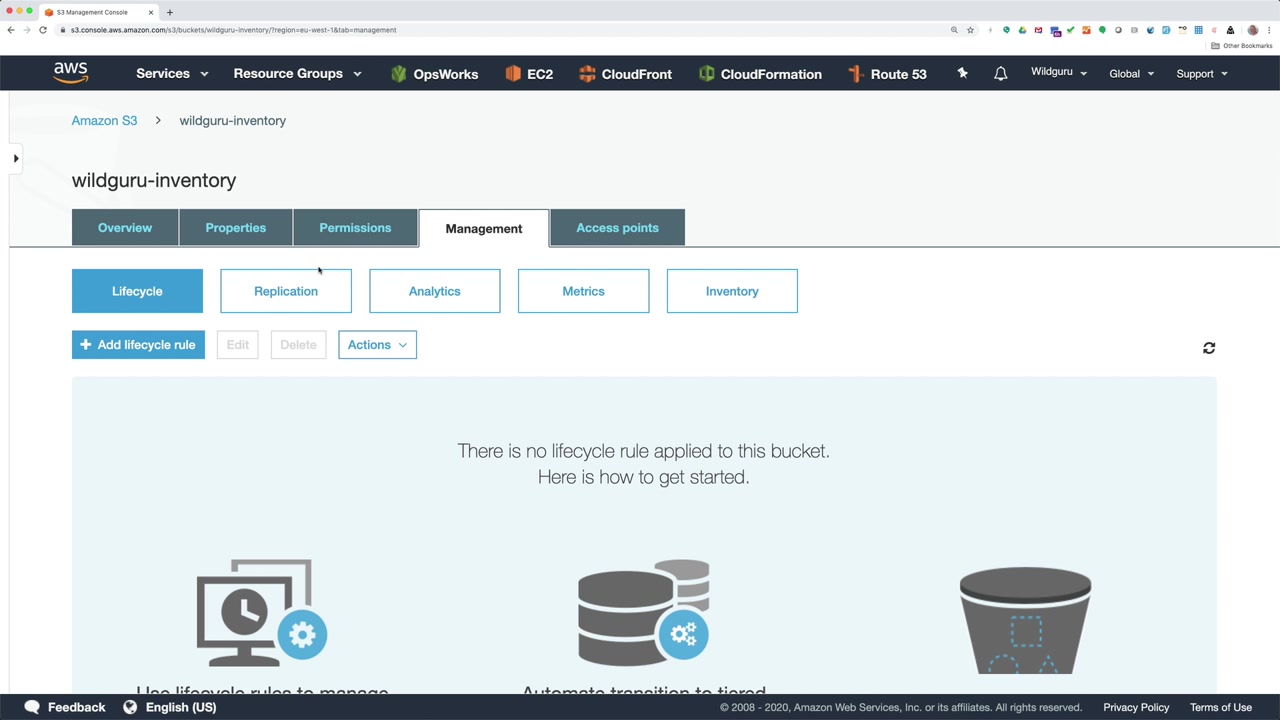 S3 Management Console
s3.console.aws.amazon.com/s3/buckets/wildguru-inventory/?region=eu-west-1&tab=management
Other Bookmarks
aws
Services
Resource Groups
OpsWorks
EC2
CloudFront
CloudFormation
Route 53
Wildguru
Global
Support
Amazon S3 > wildguru-inventory
wildguru-inventory
Overview
Properties
Permissions
Management
Access points
Lifecycle
Replication
Analytics
Metrics
Inventory
+ Add lifecycle rule
Edit
Delete
Actions
There is no lifecycle rule applied to this bucket.
Here is how to get started.
Use lifecycle rules to manage
Automate transition to tiered
Feedback
English (US)
© 2008 - 2020, Amazon Web Services, Inc. or its affiliates. All rights reserved.
Privacy Policy
Terms of Use